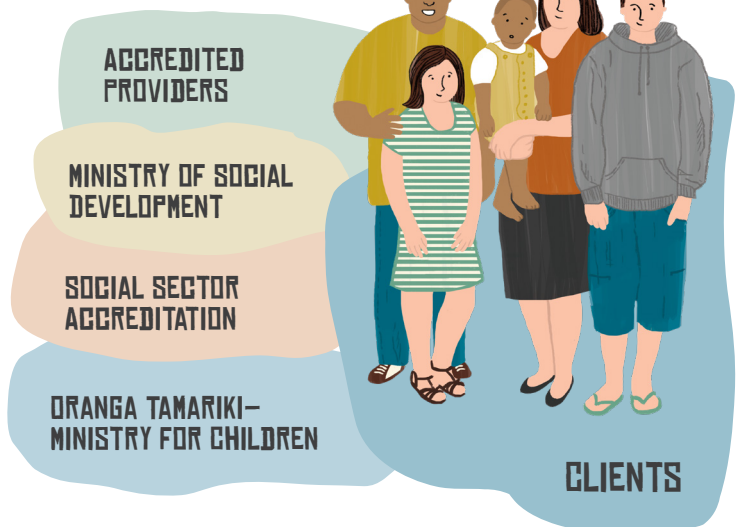 ACCREDITED
PROVIDERS
MINISTRY OF SOCIAL
DEVELOPMENT
SOCIAL SECTOR
ACCREDITATION
ORANGA TAMARIKI–
MINISTRY FOR CHILDREN
CLIENTS